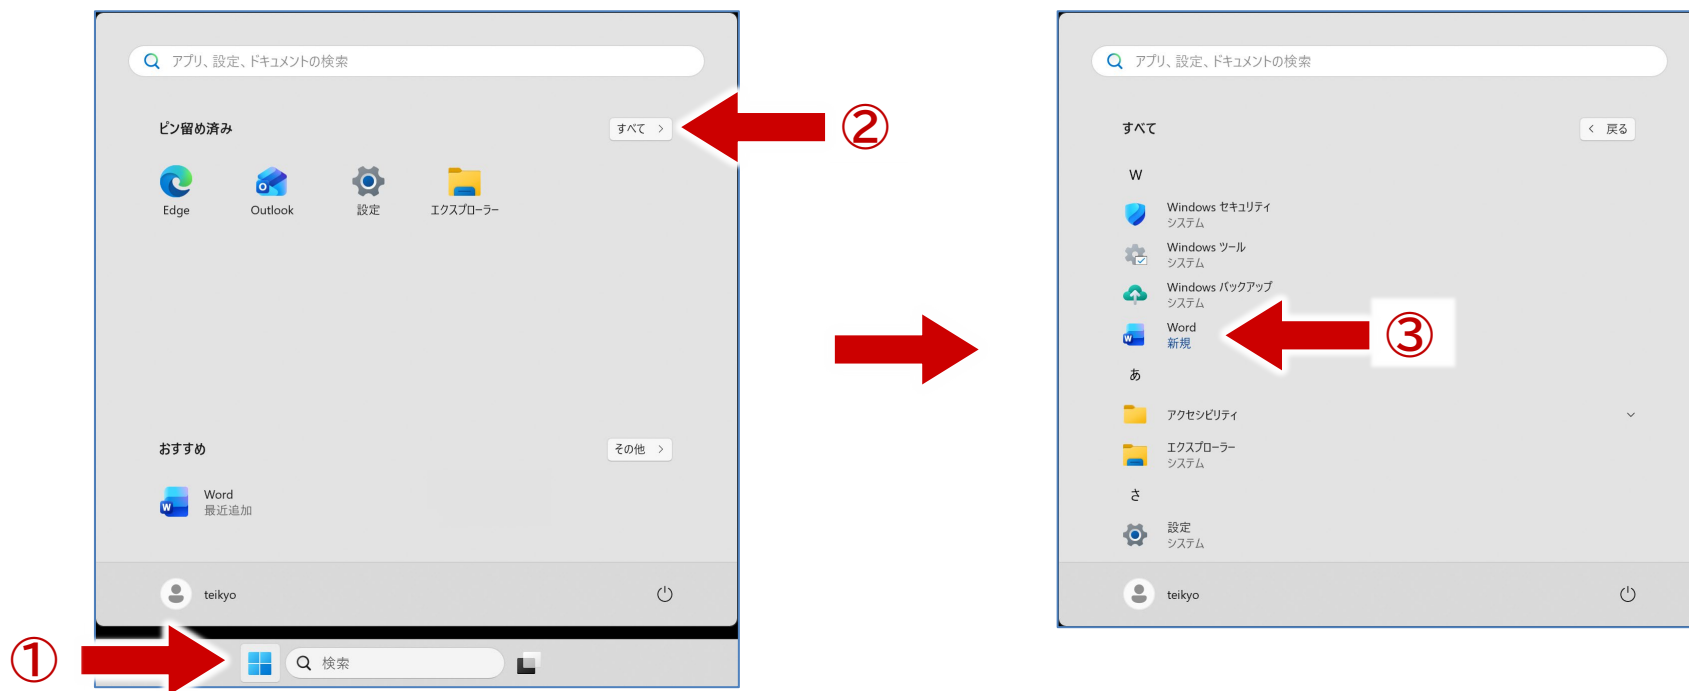 アプリ、設定、ドキュメントの検索
ピン留め済み
すべて
②
Edge
Outlook
設定
エクスプローラー
おすすめ
その他
Word
最近追加
teikyo
①
検索
アプリ、設定、ドキュメントの検索
すべて
戻る
W
Windows セキュリティ
システム
Windows ツール
システム
Windows バックアップ
システム
Word
新規
③
あ
アクセシビリティ
エクスプローラー
システム
さ
設定
システム
teikyo